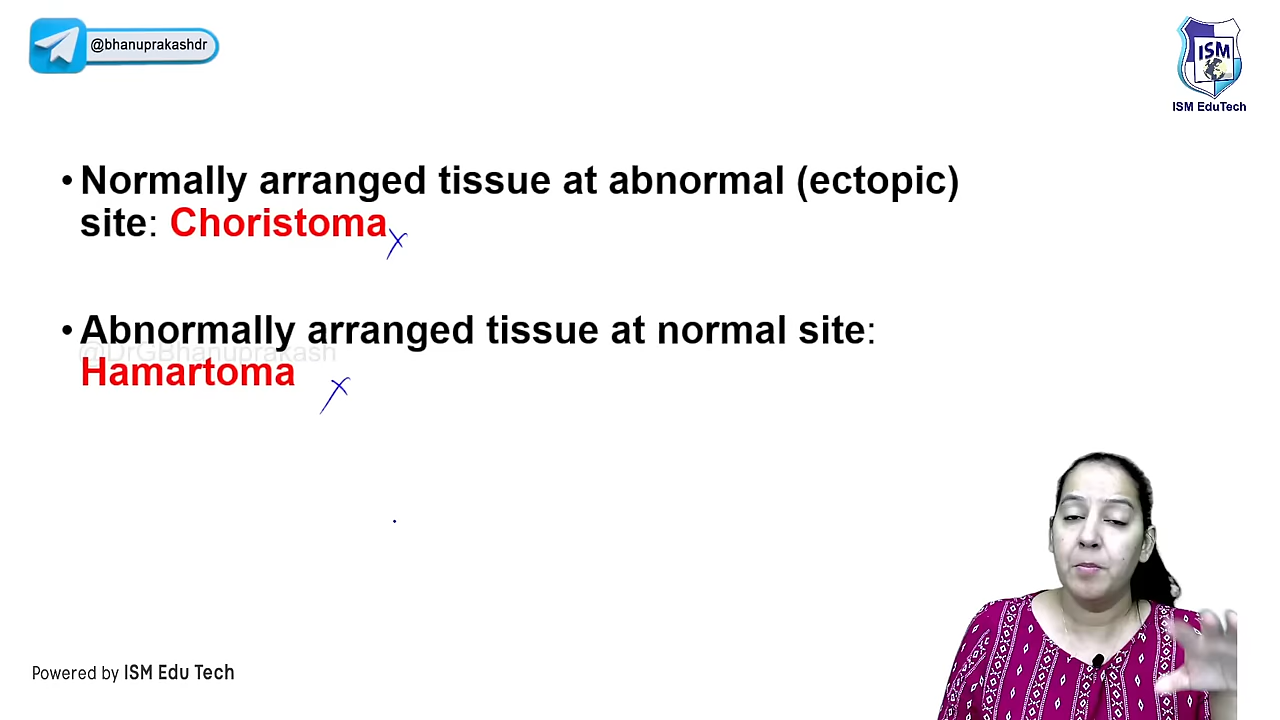 @bhanuprakashdr
ISM
ISM EduTech
• Normally arranged tissue at abnormal (ectopic)
site: Choristoma
• Abnormally arranged tissue at normal site:
@DrGBhanuprakash
Hamartoma
Powered by ISM Edu Tech